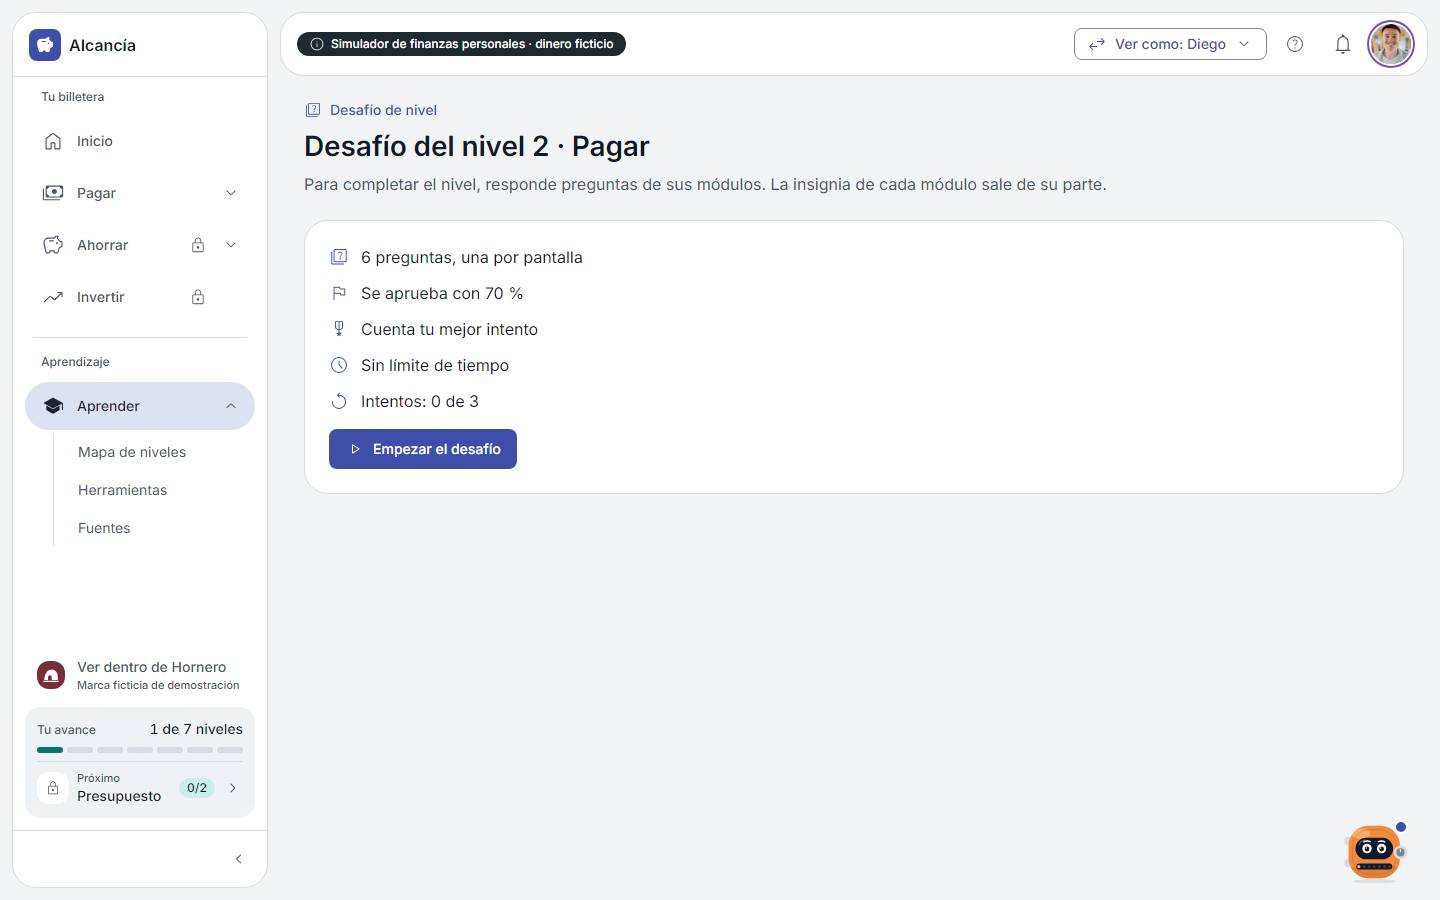 Alcancía
Tu billetera
Inicio
Pagar
Ahorrar
Invertir
Aprendizaje
Aprender
Mapa de niveles
Herramientas
Fuentes
Ver dentro de Hornero
Marca ficticia de demostración
Tu avance
1 de 7 niveles
Próximo
Presupuesto
0/2
Simulador de finanzas personales · dinero ficticio
Ver como: Diego
Desafío de nivel
Desafío del nivel 2 · Pagar
Para completar el nivel, responde preguntas de sus módulos. La insignia de cada módulo sale de su parte.
6 preguntas, una por pantalla
Se aprueba con 70 %
Cuenta tu mejor intento
Sin límite de tiempo
Intentos: 0 de 3
Empezar el desafío